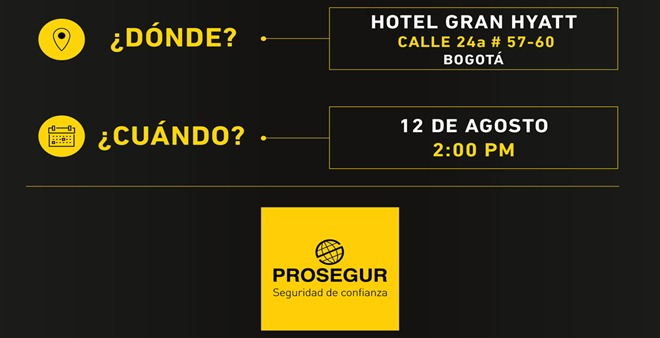 ¿DÓNDE?
HOTEL GRAN HYATT
CALLE 24a # 57-60
BOGOTÁ
¿CUÁNDO?
12 DE AGOSTO
2:00 PM
PROSEGUR
Seguridad de confianza